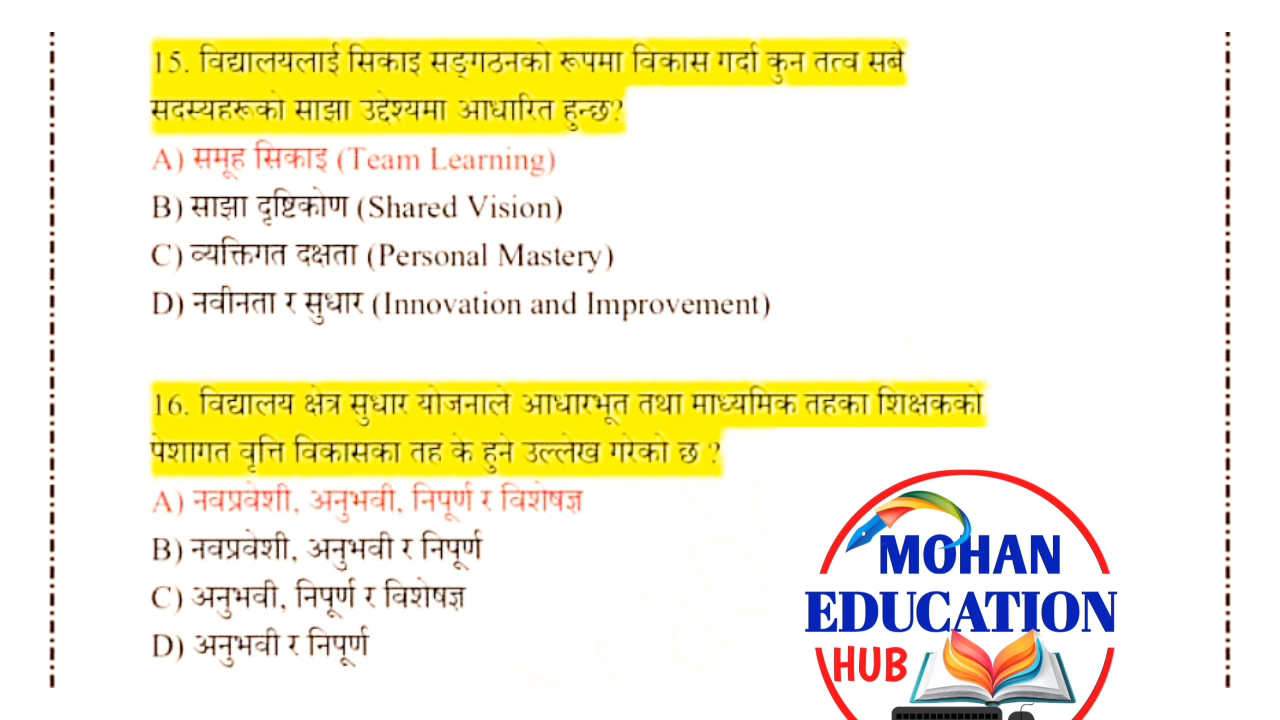 15. विद्यालयलाई सिकाइ सङ्गठनको रूपमा विकास गर्दा कुन तत्व सबै
सदस्यहरूको साझा उद्देश्यमा आधारित हुन्छ?
A) समूह सिकाइ (Team Learning)
B) साझा दृष्टिकोण (Shared Vision)
C) व्यक्तिगत दक्षता (Personal Mastery)
D) नवीनता र सुधार (Innovation and Improvement)
16. विद्यालय क्षेत्र सुधार योजनाले आधारभूत तथा माध्यमिक तहका शिक्षकको
पेशागत वृत्ति विकासका तह के हुने उल्लेख गरेको छ ?
A) नवप्रवेशी, अनुभवी, निपूर्ण र विशेषज्ञ
B) नवप्रवेशी, अनुभवी र निपूर्ण
C) अनुभवी, निपूर्ण र विशेषज्ञ
D) अनुभवी र निपूर्ण
MOHAN
EDUCATION
HUB